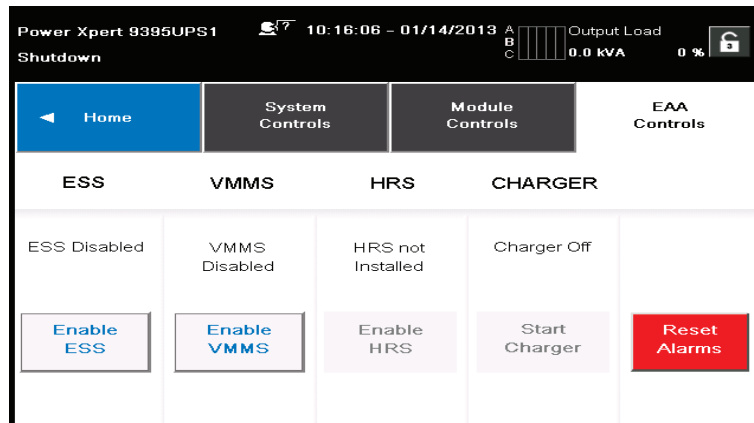 Power Xpert 9395UPS1
?
10:16:06 - 01/14/2013
A
B
C
Output Load
0.0 kVA
0 %
Shutdown
Home
System
Controls
Module
Controls
EAA
Controls
ESS
VMMS
HRS
CHARGER
ESS Disabled
VMMS
Disabled
HRS not
Installed
Charger Off
Enable
ESS
Enable
VMMS
Enable
HRS
Start
Charger
Reset
Alarms